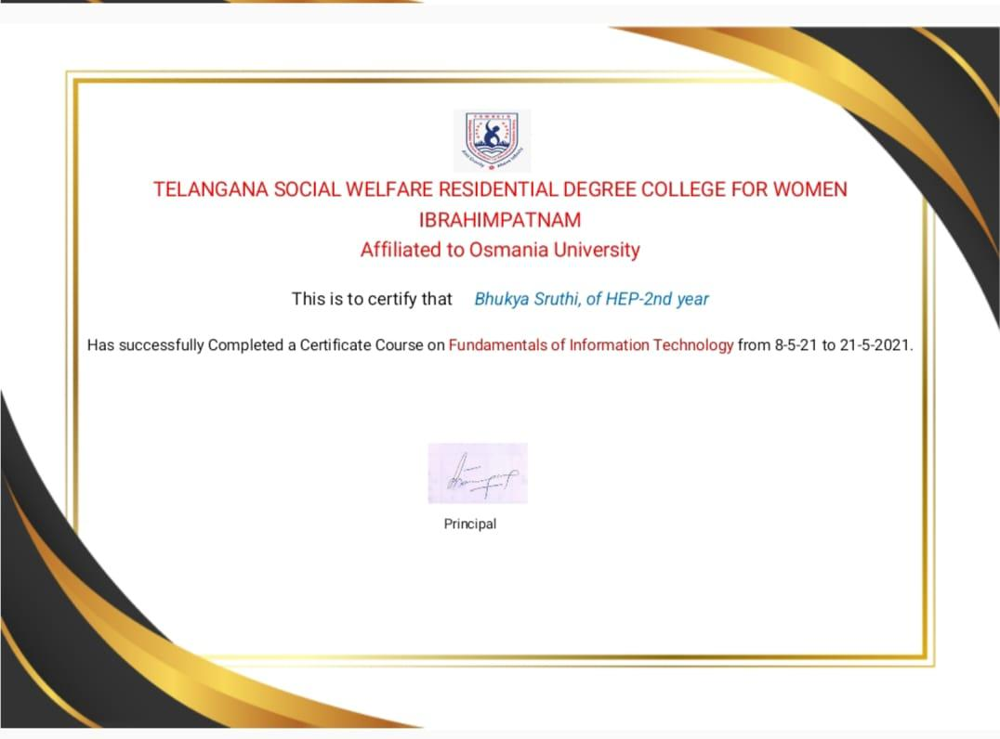 TELANGANA SOCIAL WELFARE RESIDENTIAL DEGREE COLLEGE FOR WOMEN
IBRAHIMPATNAM
Affiliated to Osmania University
This is to certify that Bhukya Sruthi, of HEP-2nd year
Has successfully Completed a Certificate Course on Fundamentals of Information Technology from 8-5-21 to 21-5-2021.
Principal